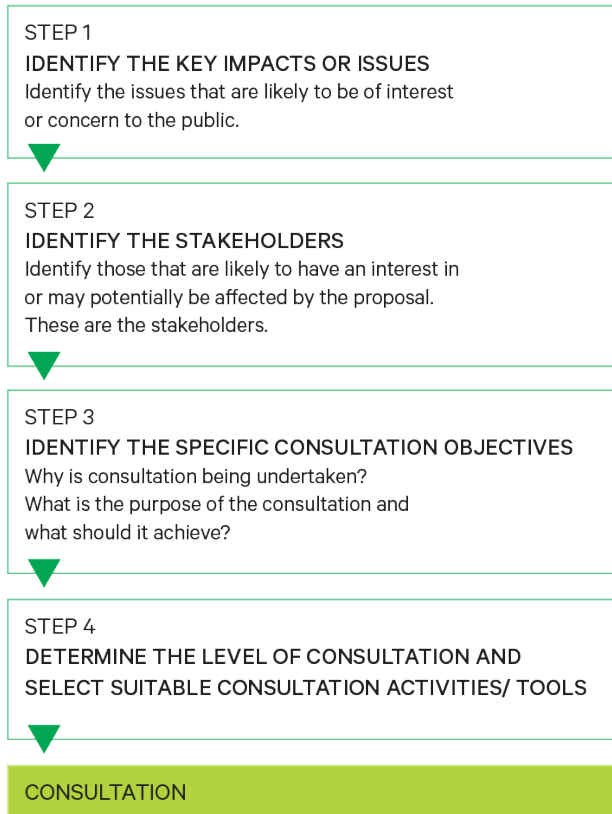 STEP 1
IDENTIFY THE KEY IMPACTS OR ISSUES
Identify the issues that are likely to be of interest
or concern to the public.
STEP 2
IDENTIFY THE STAKEHOLDERS
Identify those that are likely to have an interest in
or may potentially be affected by the proposal.
These are the stakeholders.
STEP 3
IDENTIFY THE SPECIFIC CONSULTATION OBJECTIVES
Why is consultation being undertaken?
What is the purpose of the consultation and
what should it achieve?
STEP 4
DETERMINE THE LEVEL OF CONSULTATION AND
SELECT SUITABLE CONSULTATION ACTIVITIES/ TOOLS
CONSULTATION